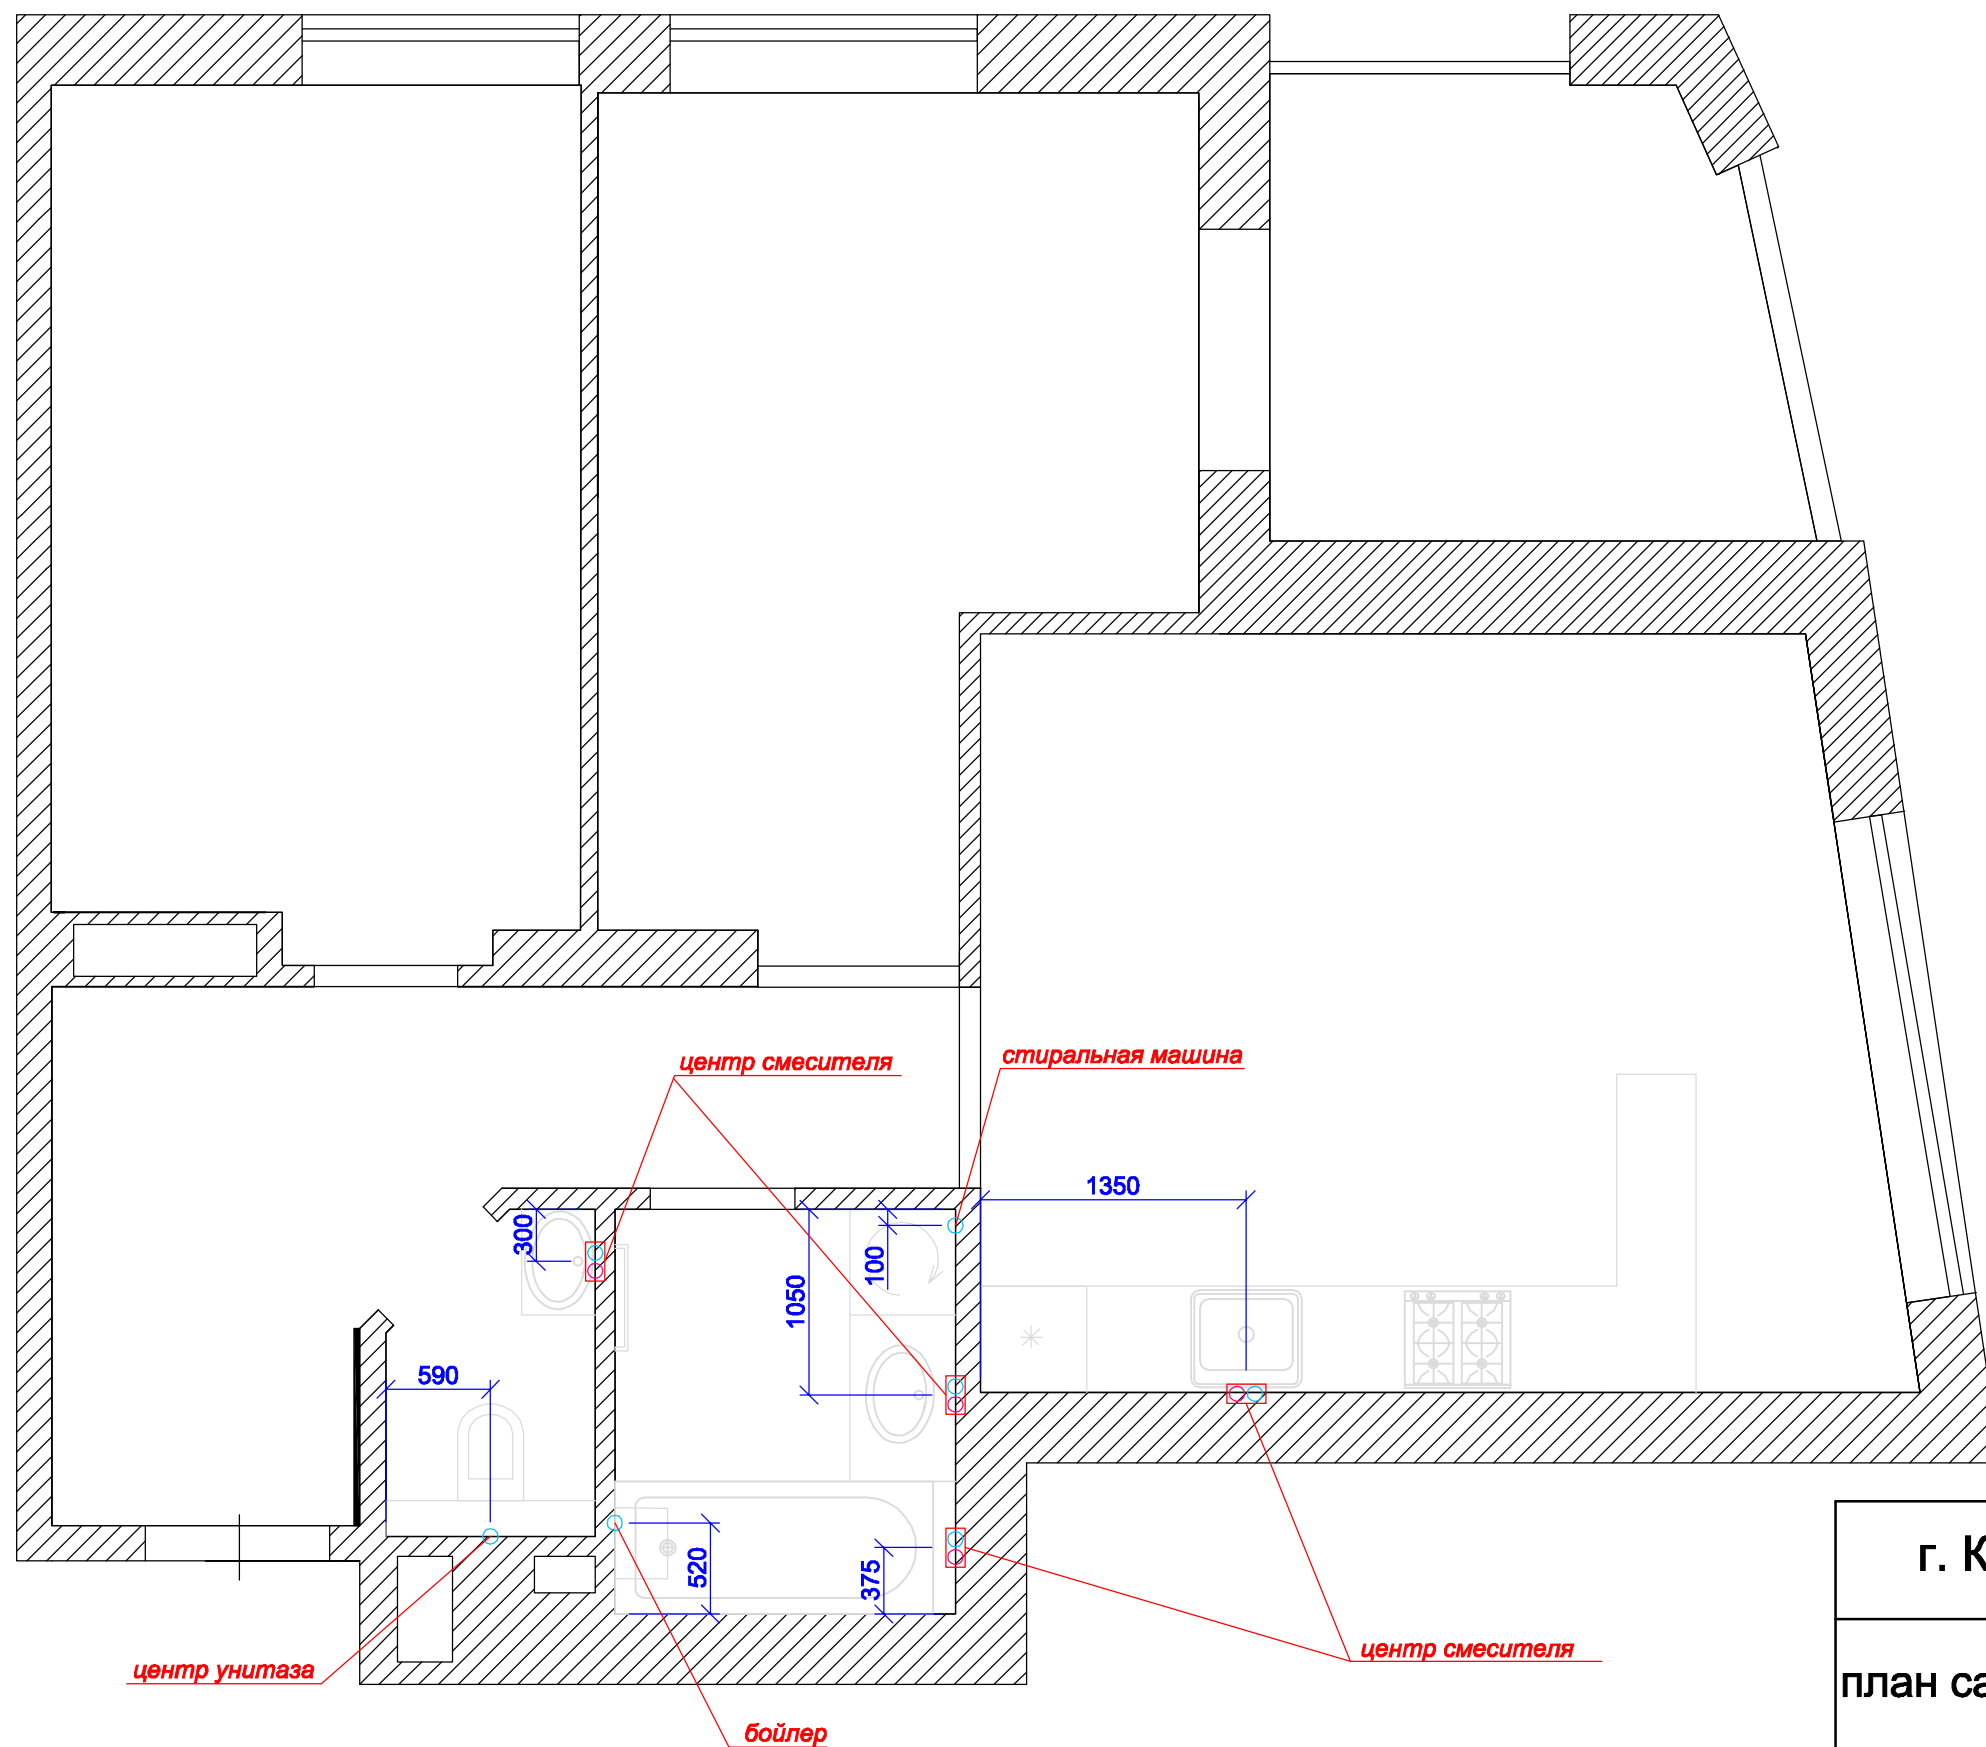 стиральная машина
центр смесителя
1350
300
100
1050
590
520
375
г. К
центр смесителя
центр унитаза
план са
бойлер